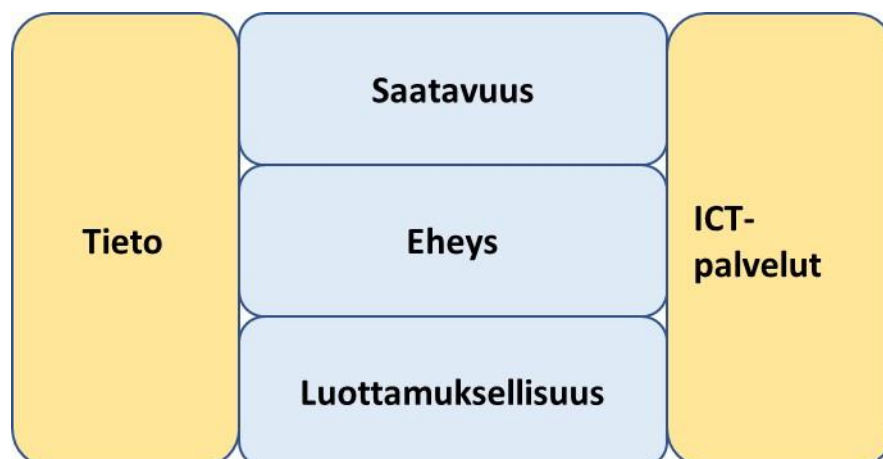 Saatavuus
Tieto
Eheys
ICT-
palvelut
Luottamuksellisuus